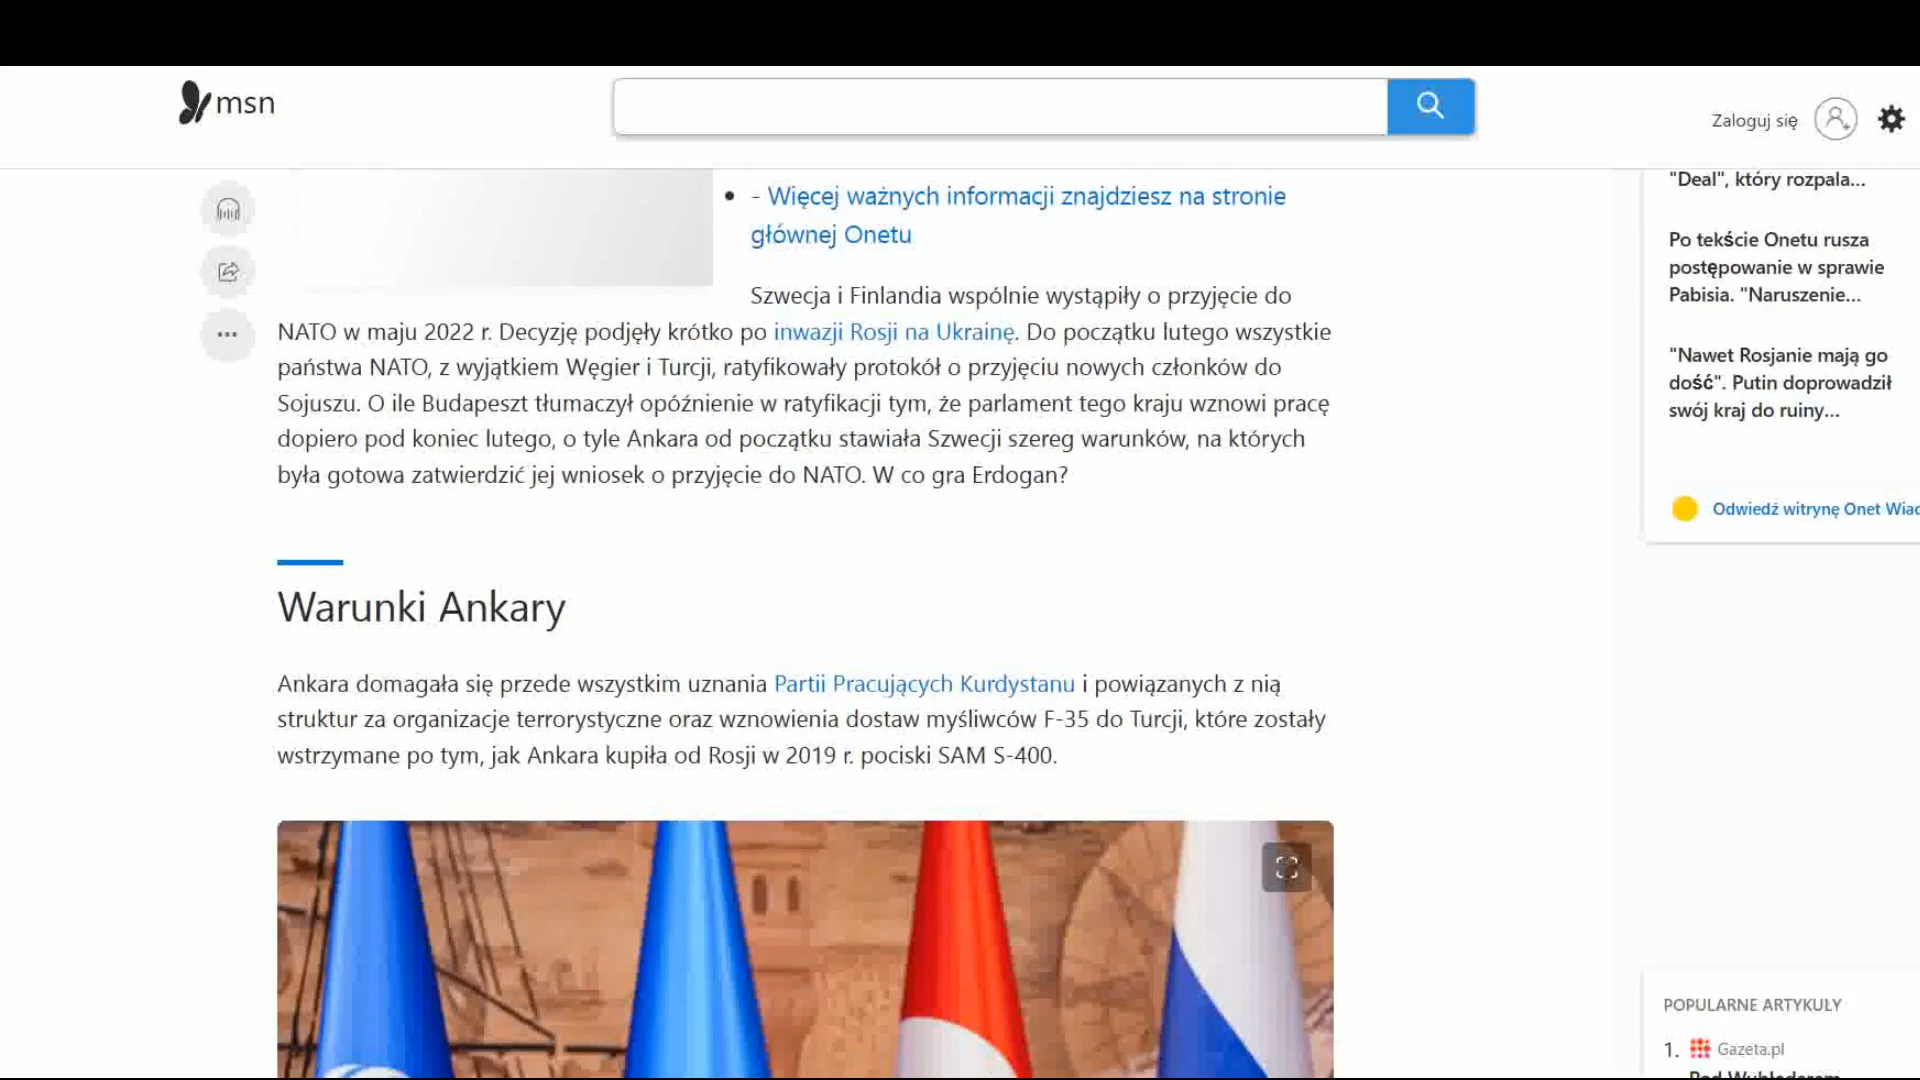 msn
Zaloguj się
- Więcej ważnych informacji znajdziesz na stronie
głównej Onetu
Szwecja i Finlandia wspólnie wystąpiły o przyjęcie do
NATO w maju 2022 r. Decyzję podjęły krótko po inwazji Rosji na Ukrainę. Do początku lutego wszystkie
państwa NATO, z wyjątkiem Węgier i Turcji, ratyfikowały protokół o przyjęciu nowych członków do
Sojuszu. O ile Budapeszt tłumaczył opóźnienie w ratyfikacji tym, że parlament tego kraju wznowi pracę
dopiero pod koniec lutego, o tyle Ankara od początku stawiała Szwecji szereg warunków, na których
była gotowa zatwierdzić jej wniosek o przyjęcie do NATO. W co gra Erdogan?
Warunki Ankary
Ankara domagała się przede wszystkim uznania Partii Pracujących Kurdystanu i powiązanych z nią
struktur za organizacje terrorystyczne oraz wznowienia dostaw myśliwców F-35 do Turcji, które zostały
wstrzymane po tym, jak Ankara kupiła od Rosji w 2019 r. pociski SAM S-400.
"Deal", który rozpala...
Po tekście Onetu rusza
postępowanie w sprawie
Pabisia. "Naruszenie...
"Nawet Rosjanie mają go
dość". Putin doprowadził
swój kraj do ruiny...
Odwiedź witrynę Onet
POPULARNE ARTYKUŁY
1. Gazeta.pl